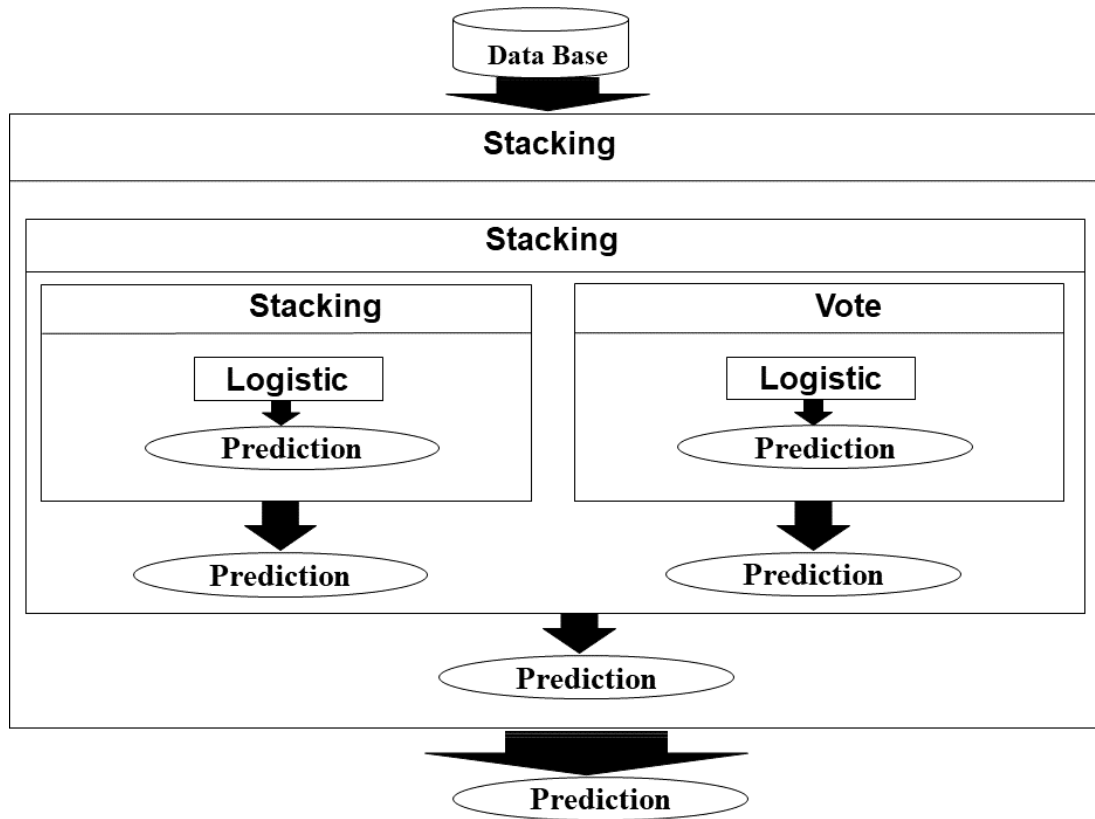 Data Base
Stacking
Stacking
Stacking
Vote
Logistic
Logistic
Prediction
Prediction
Prediction
Prediction
Prediction
Prediction